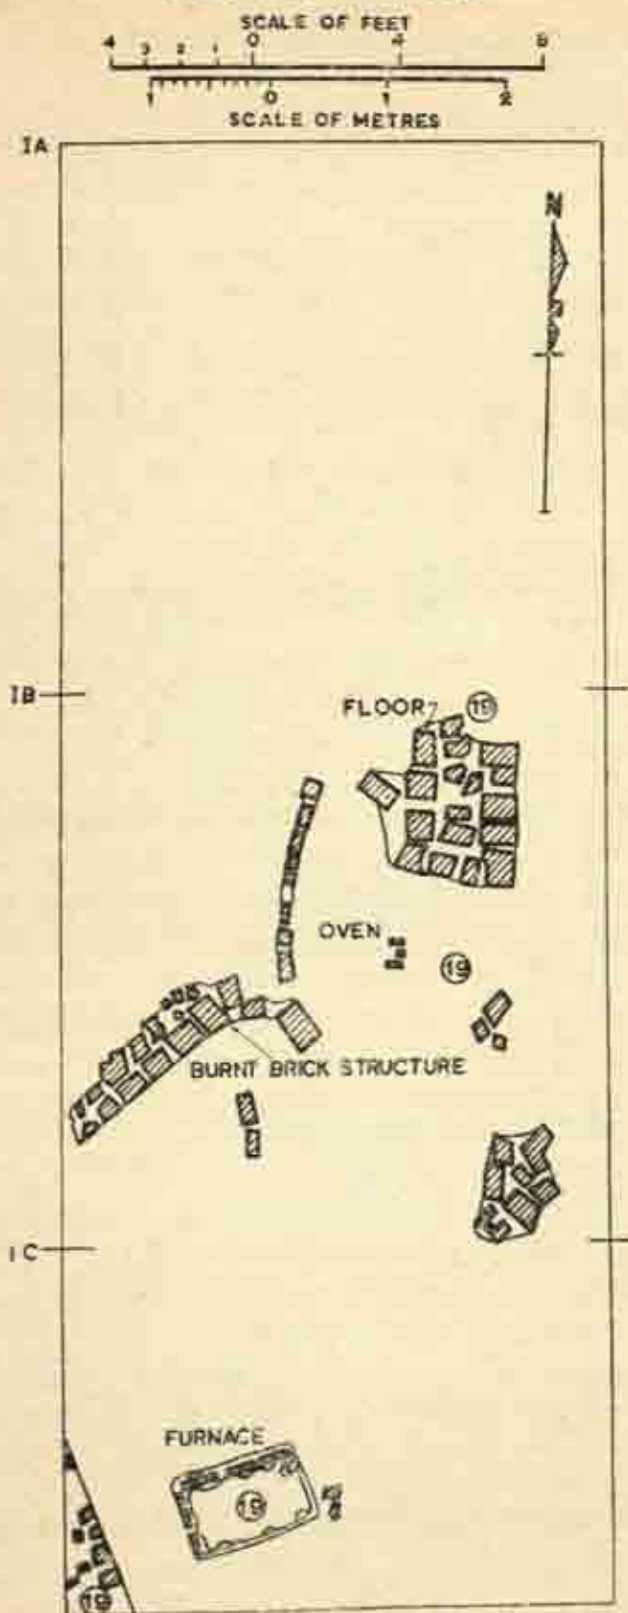 SCALE OF FEET
4 3 2 1 0 4 8
1 0 1 2
SCALE OF METRES
IA
N
IB
FLOOR 19
OVEN
19
BURNT BRICK STRUCTURE
IC
FURNACE
19
19